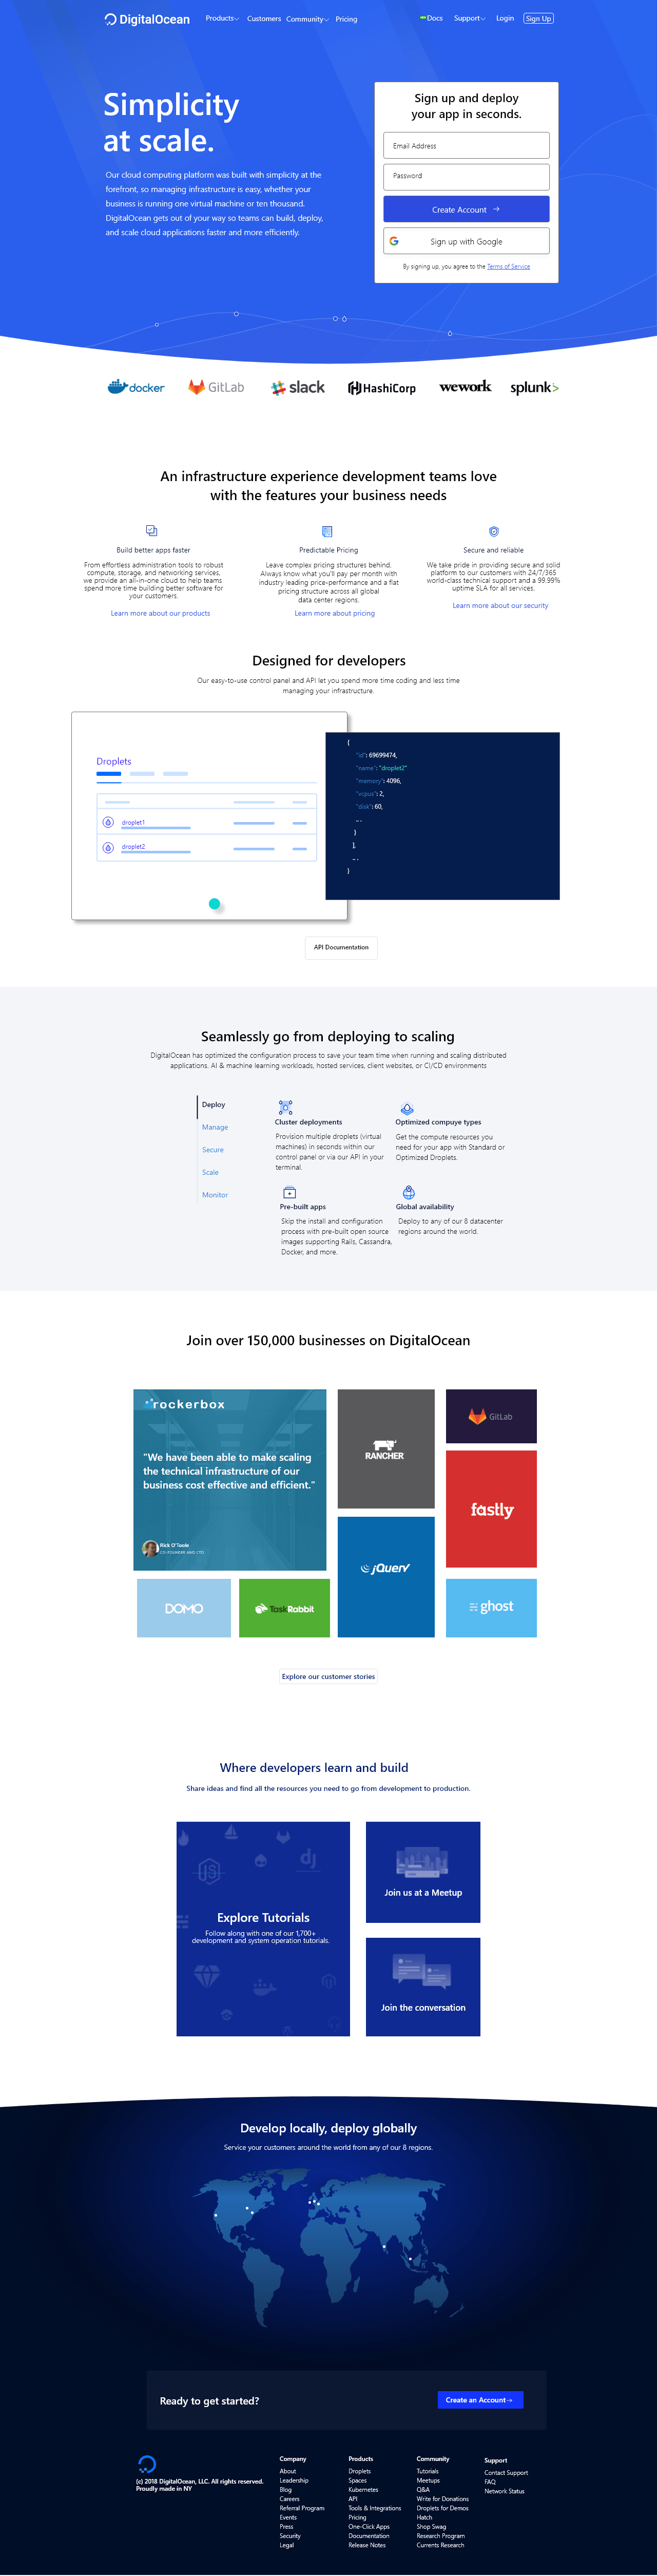 DigitalOcean Products Customers Community Pricing Docs Support Login Sign Up
Simplicity
at scale.
Our cloud computing platform was built with simplicity at the
forefront, so managing infrastructure is easy, whether your
business is running one virtual machine or ten thousand.
DigitalOcean gets out of your way so teams can build, deploy,
and scale cloud applications faster and more efficiently.
Sign up and deploy
your app in seconds.
Email Address
Password
Create Account
Sign up with Google
By signing up, you agree to the Terms of Service
docker GitLab slack HashiCorp wework splunk>
An infrastructure experience development teams love
with the features your business needs
Build better apps faster
From effortless administration tools to robust
compute, storage, and networking services,
we provide an all-in-one cloud to help teams
spend more time building better software for
your customers.
Learn more about our products
Predictable Pricing
Leave complex pricing structures behind.
Always know what you'll pay per month with
industry leading price-performance and a flat
pricing structure across all global
data center regions.
Learn more about pricing
Secure and reliable
We take pride in providing secure and solid
platform to our customers with 24/7/365
world-class technical support and a 99.99%
uptime SLA for all services.
Learn more about our security
Designed for developers
Our easy-to-use control panel and API let you spend more time coding and less time
managing your infrastructure.
Droplets
droplet1
droplet2
{
"id": 69699474,
"name": "droplet2"
"memory": 4096,
"vcpus": 2,
"disk": 60,
...
}
],
...
}
API Documentation
Seamlessly go from deploying to scaling
DigitalOcean has optimized the configuration process to save your team time when running and scaling distributed
applications. AI & machine learning workloads, hosted services, client websites, or CI/CD environments
Deploy
Manage
Secure
Scale
Monitor
Cluster deployments
Provision multiple droplets (virtual
machines) in seconds within our
control panel or via our API in your
terminal.
Optimized compuye types
Get the compute resources you
need for your app with Standard or
Optimized Droplets.
Pre-built apps
Skip the install and configuration
process with pre-built open source
images supporting Rails, Cassandra,
Docker, and more.
Global availability
Deploy to any of our 8 datacenter
regions around the world.
Join over 150,000 businesses on DigitalOcean
rockerbox
"We have been able to make scaling
the technical infrastructure of our
business cost effective and efficient."
Rick O'Toole
CO-FOUNDER AND CTO
RANCHER
GitLab
fastly
jQuery
DOMO
TaskRabbit
ghost
Explore our customer stories
Where developers learn and build
Share ideas and find all the resources you need to go from development to production.
JS
dj
Explore Tutorials
Follow along with one of our 1,700+
development and system operation tutorials.
Join us at a Meetup
Join the conversation
Develop locally, deploy globally
Service your customers around the world from any of our 8 regions.
Ready to get started?
Create an Account
(c) 2018 DigitalOcean, LLC. All rights reserved.
Proudly made in NY
Company
About
Leadership
Blog
Careers
Referral Program
Events
Press
Security
Legal
Products
Droplets
Spaces
Kubernetes
API
Tools & Integrations
Pricing
One-Click Apps
Documentation
Release Notes
Community
Tutorials
Meetups
Q&A
Write for Donations
Droplets for Demos
Hatch
Shop Swag
Research Program
Currents Research
Support
Contact Support
FAQ
Network Status